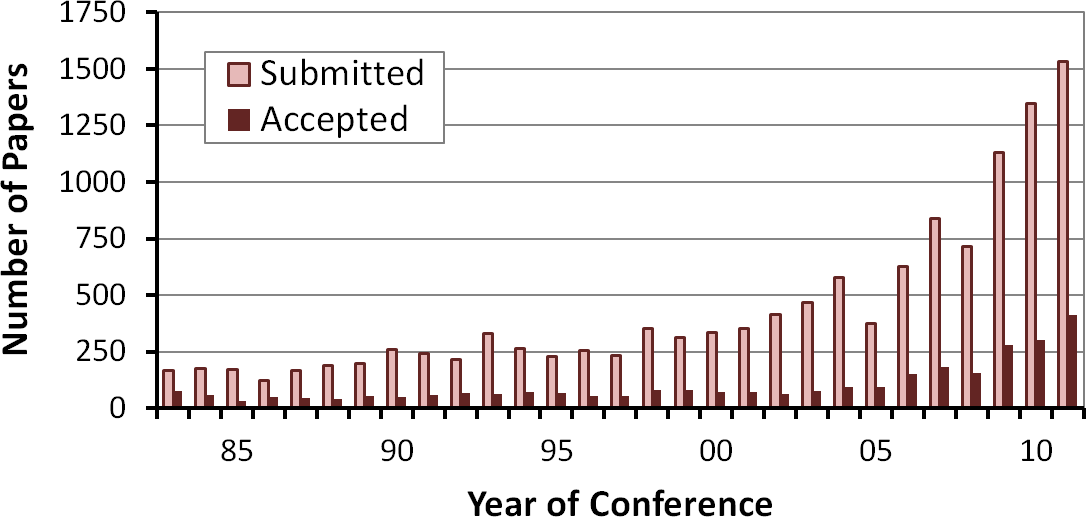 1750
1500
1250
1000
750
500
250
0
Number of Papers
Submitted
Accepted
85 90 95 00 05 10
Year of Conference